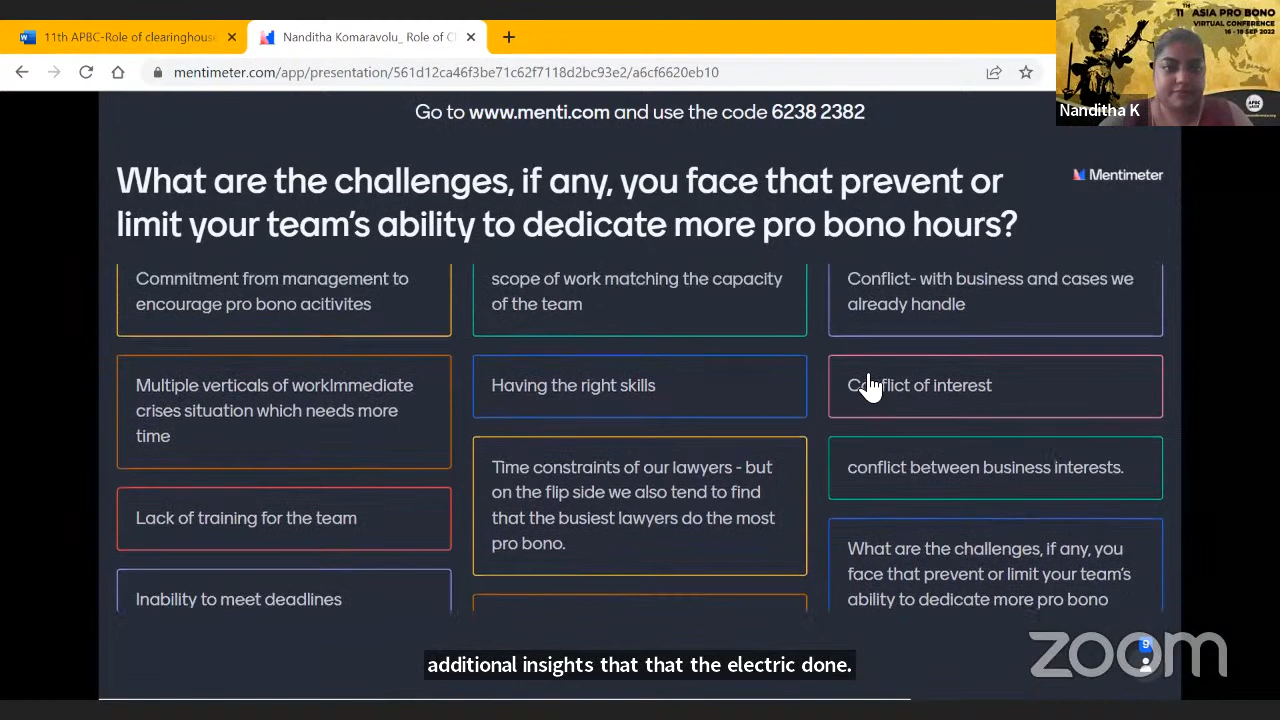 11th APBC-Role of clearinghouse
Nanditha Komaravolu_ Role of Cl
mentimeter.com/app/presentation/561d12ca46f3be71c62f7118d2bc93e2/a6cf6620eb10
11TH ASIA PRO BONO
VIRTUAL CONFERENCE
16 - 19 SEP 2022
Nanditha K
Go to www.menti.com and use the code 6238 2382
What are the challenges, if any, you face that prevent or
limit your team's ability to dedicate more pro bono hours?
Mentimeter
Commitment from management to
encourage pro bono acitivites
Multiple verticals of workImmediate
crises situation which needs more
time
Lack of training for the team
Inability to meet deadlines
scope of work matching the capacity
of the team
Having the right skills
Time constraints of our lawyers - but
on the flip side we also tend to find
that the busiest lawyers do the most
pro bono.
Conflict- with business and cases we
already handle
Conflict of interest
conflict between business interests.
What are the challenges, if any, you
face that prevent or limit your team's
ability to dedicate more pro bono
9
zoom
additional insights that that the electric done.